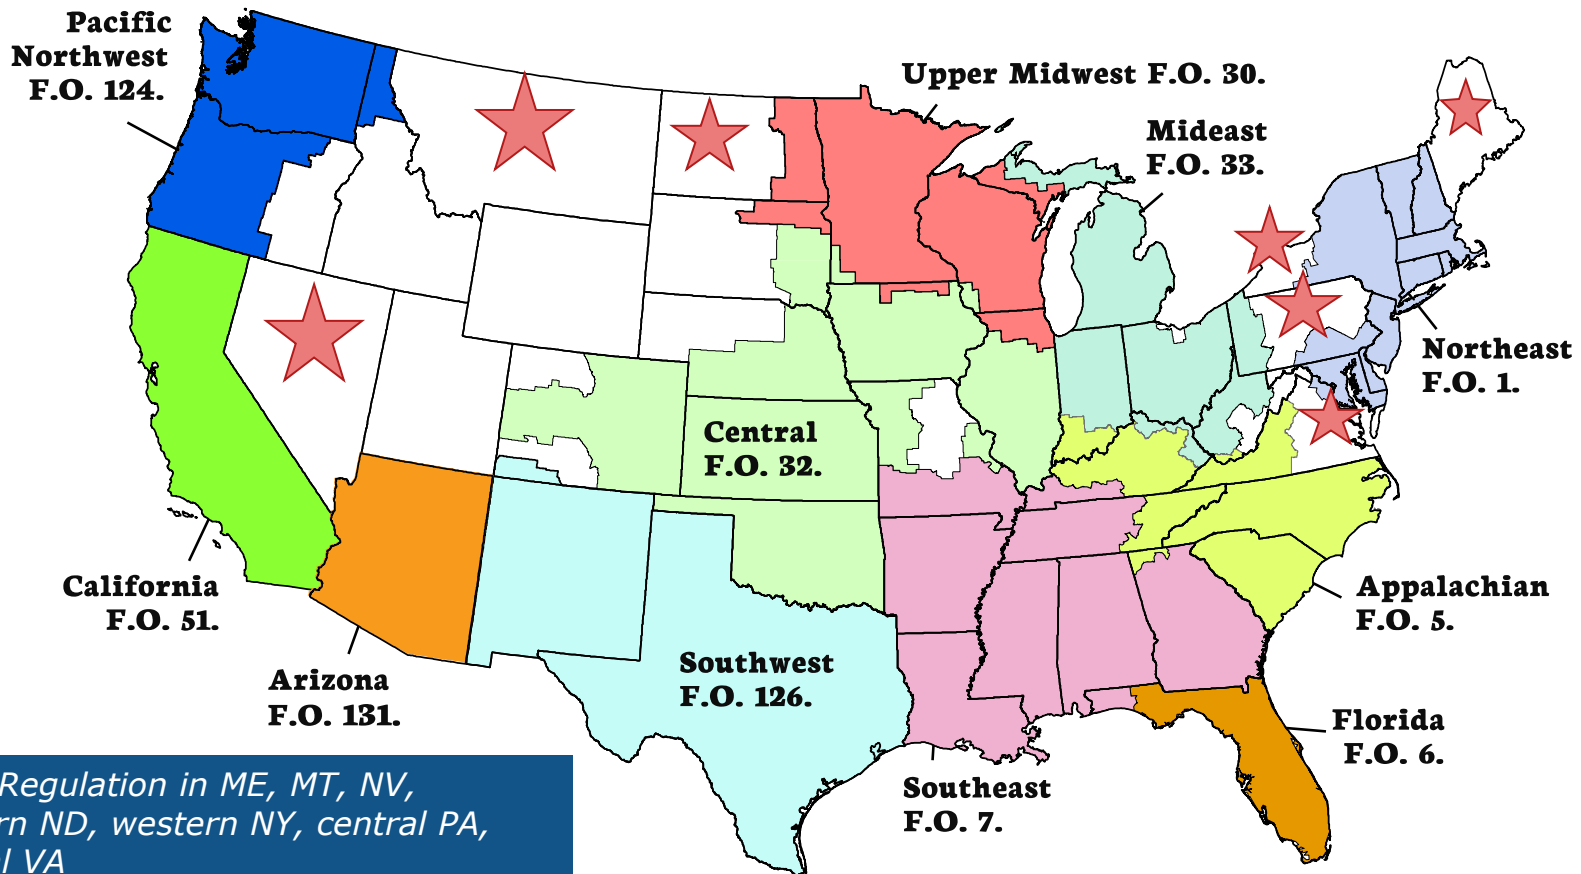 Pacific
Northwest
F.O. 124.
Upper Midwest F.O. 30.
Mideast
F.O. 33.
Northeast
F.O. 1.
Central
F.O. 32.
Appalachian
F.O. 5.
California
F.O. 51.
Arizona
F.O. 131.
Southwest
F.O. 126.
Florida
F.O. 6.
Southeast
F.O. 7.
Regulation in ME, MT, NV,
rn ND, western NY, central PA,
l VA